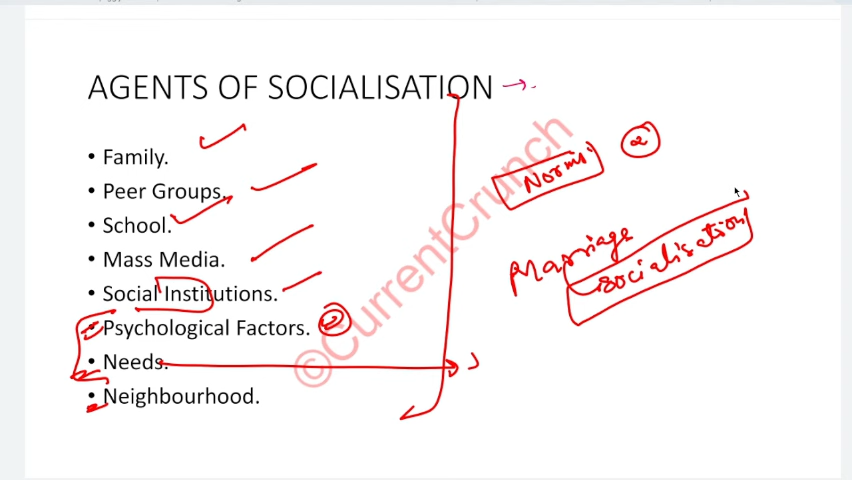 AGENTS OF SOCIALISATION
• Family.
• Peer Groups.
• School.
• Mass Media.
• Social Institutions.
• Psychological Factors.
• Needs.
• Neighbourhood.
Norms
2
Marriage
socialisation
©CurrentCrunch